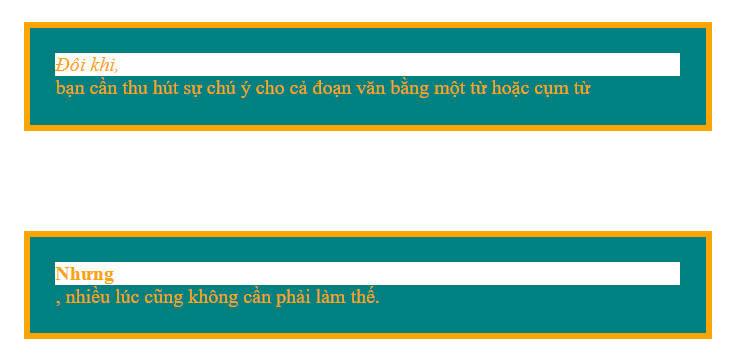 Đôi khi,
bạn cần thu hút sự chú ý cho cả đoạn văn bằng một từ hoặc cụm từ
Nhưng
, nhiều lúc cũng không cần phải làm thế.